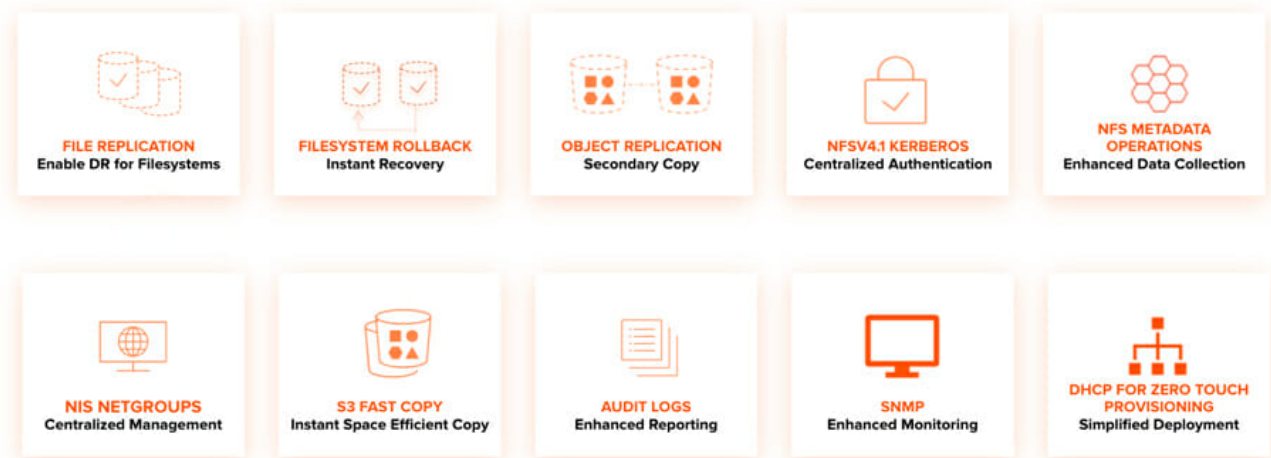 FILE REPLICATION
Enable DR for Filesystems
FILESYSTEM ROLLBACK
Instant Recovery
OBJECT REPLICATION
Secondary Copy
NFSV4.1 KERBEROS
Centralized Authentication
NFS METADATA
OPERATIONS
Enhanced Data Collection
NIS NETGROUPS
Centralized Management
S3 FAST COPY
Instant Space Efficient Copy
AUDIT LOGS
Enhanced Reporting
SNMP
Enhanced Monitoring
DHCP FOR ZERO TOUCH
PROVISIONING
Simplified Deployment